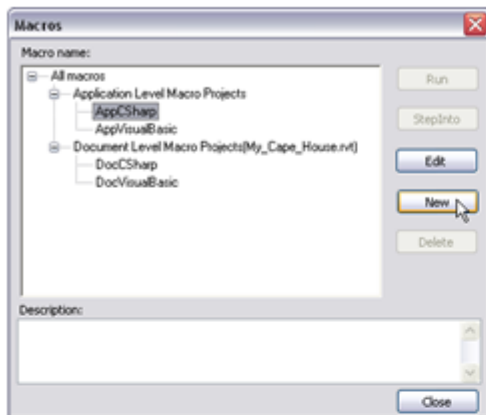 Macros
Macro name:
All macros
Application Level Macro Projects
AppCSharp
AppVisualBasic
Document Level Macro Projects(My_Cape_House.rvt)
DocCSharp
DocVisualBasic
Run
StepInto
Edit
New
Delete
Description:
Close